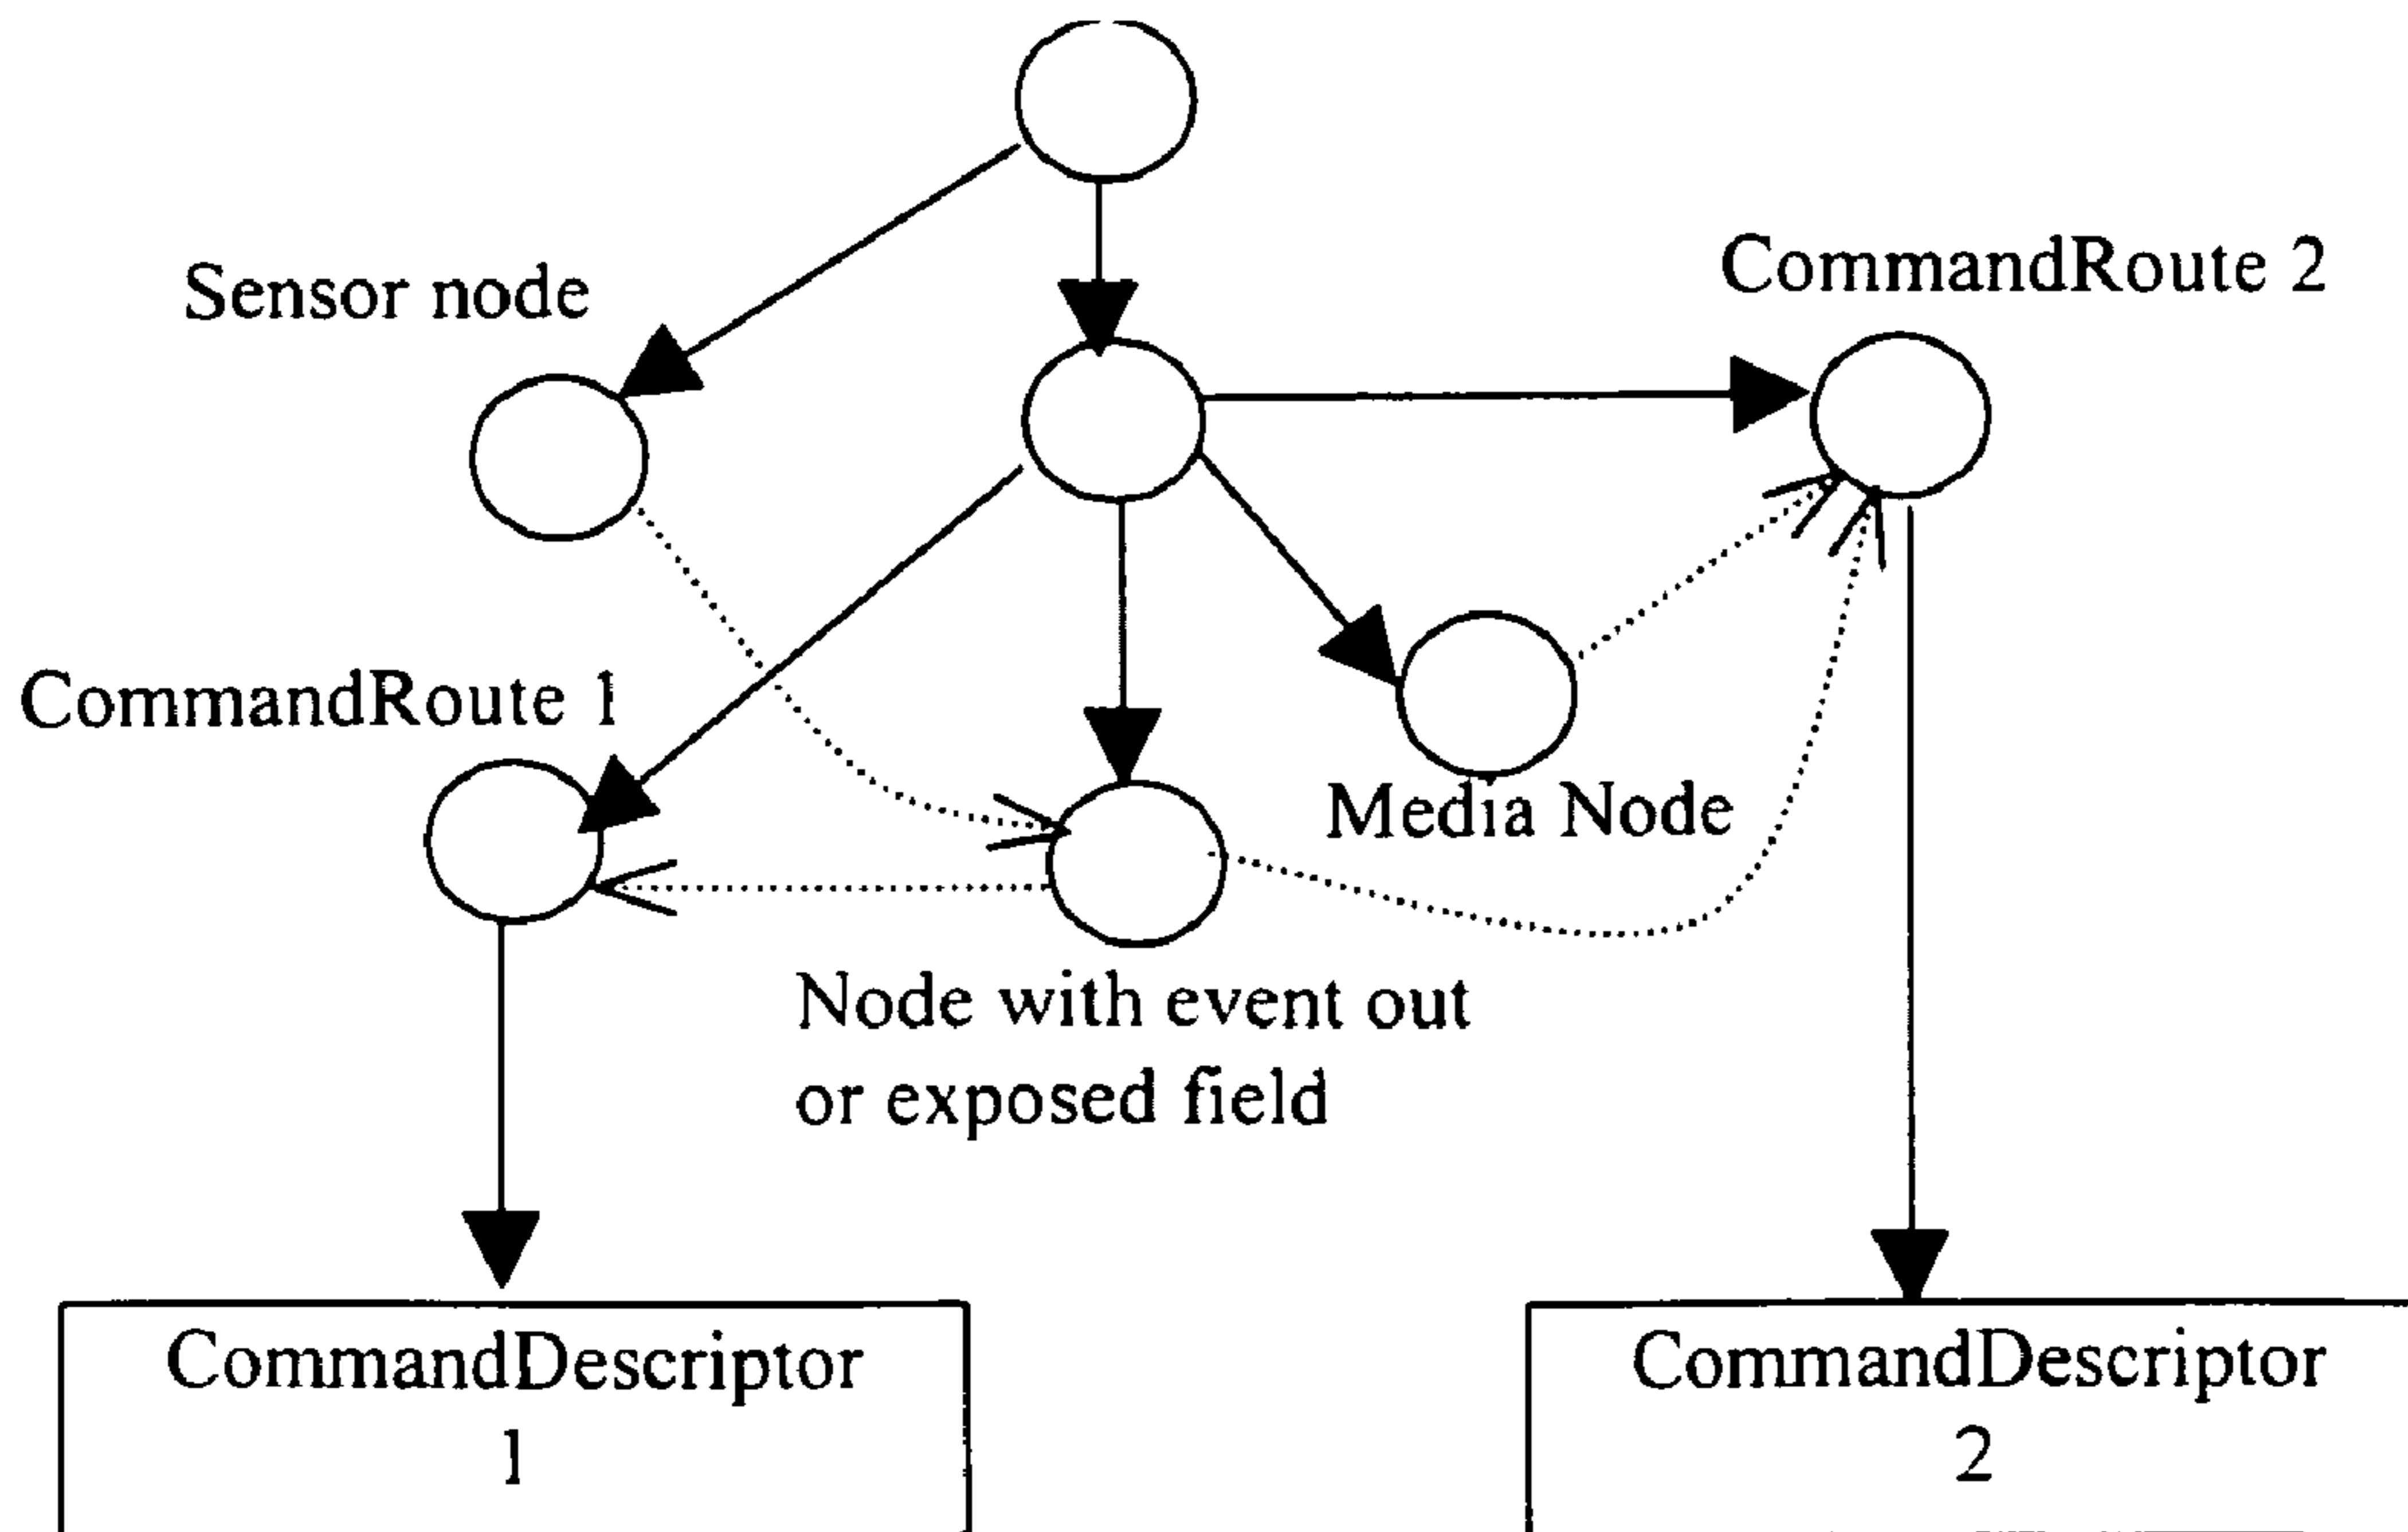 Sensor node
CommandRoute 2
CommandRoute 1
Media Node
Node with event out
or exposed field
CommandDescriptor
1
CommandDescriptor
2